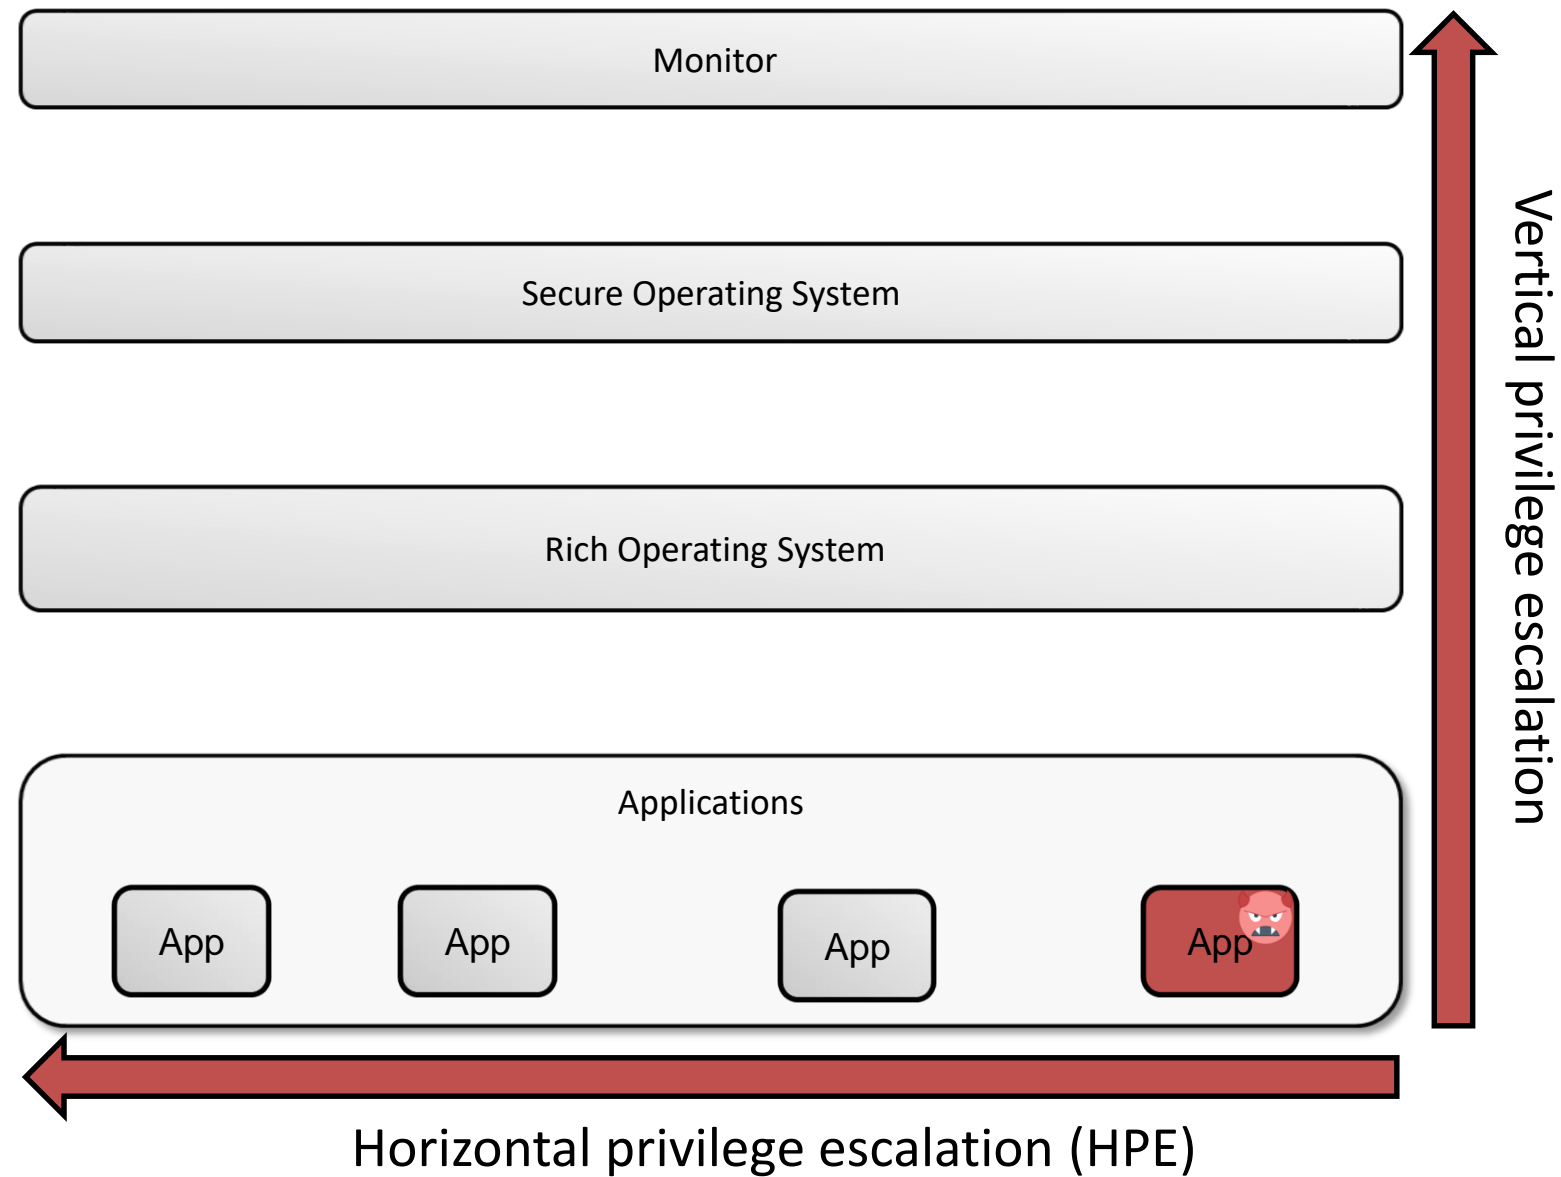 Monitor
Secure Operating System
Rich Operating System
Applications
App
App
App
App
Horizontal privilege escalation (HPE)
Vertical privilege escalation